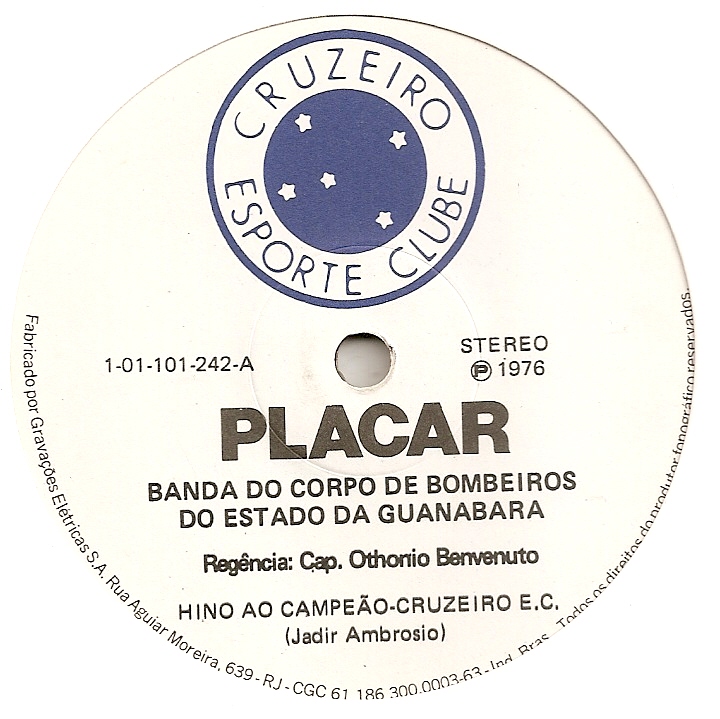 CRUZEIRO
ESPORTE CLUBE
1-01-101-242-A
STEREO
Ⓟ 1976
PLACAR
BANDA DO CORPO DE BOMBEIROS
DO ESTADO DA GUANABARA
Regência: Cap. Othonio Benvenuto
HINO AO CAMPEÃO-CRUZEIRO E.C.
(Jadir Ambrosio)
Fabricado por Gravações Elétricas S.A. Rua Aguiar Moreira, 639 - RJ - CGC 61 186 300.0003-63 - Ind. Bras. Todos os direitos do produtor fonográfico reservados.